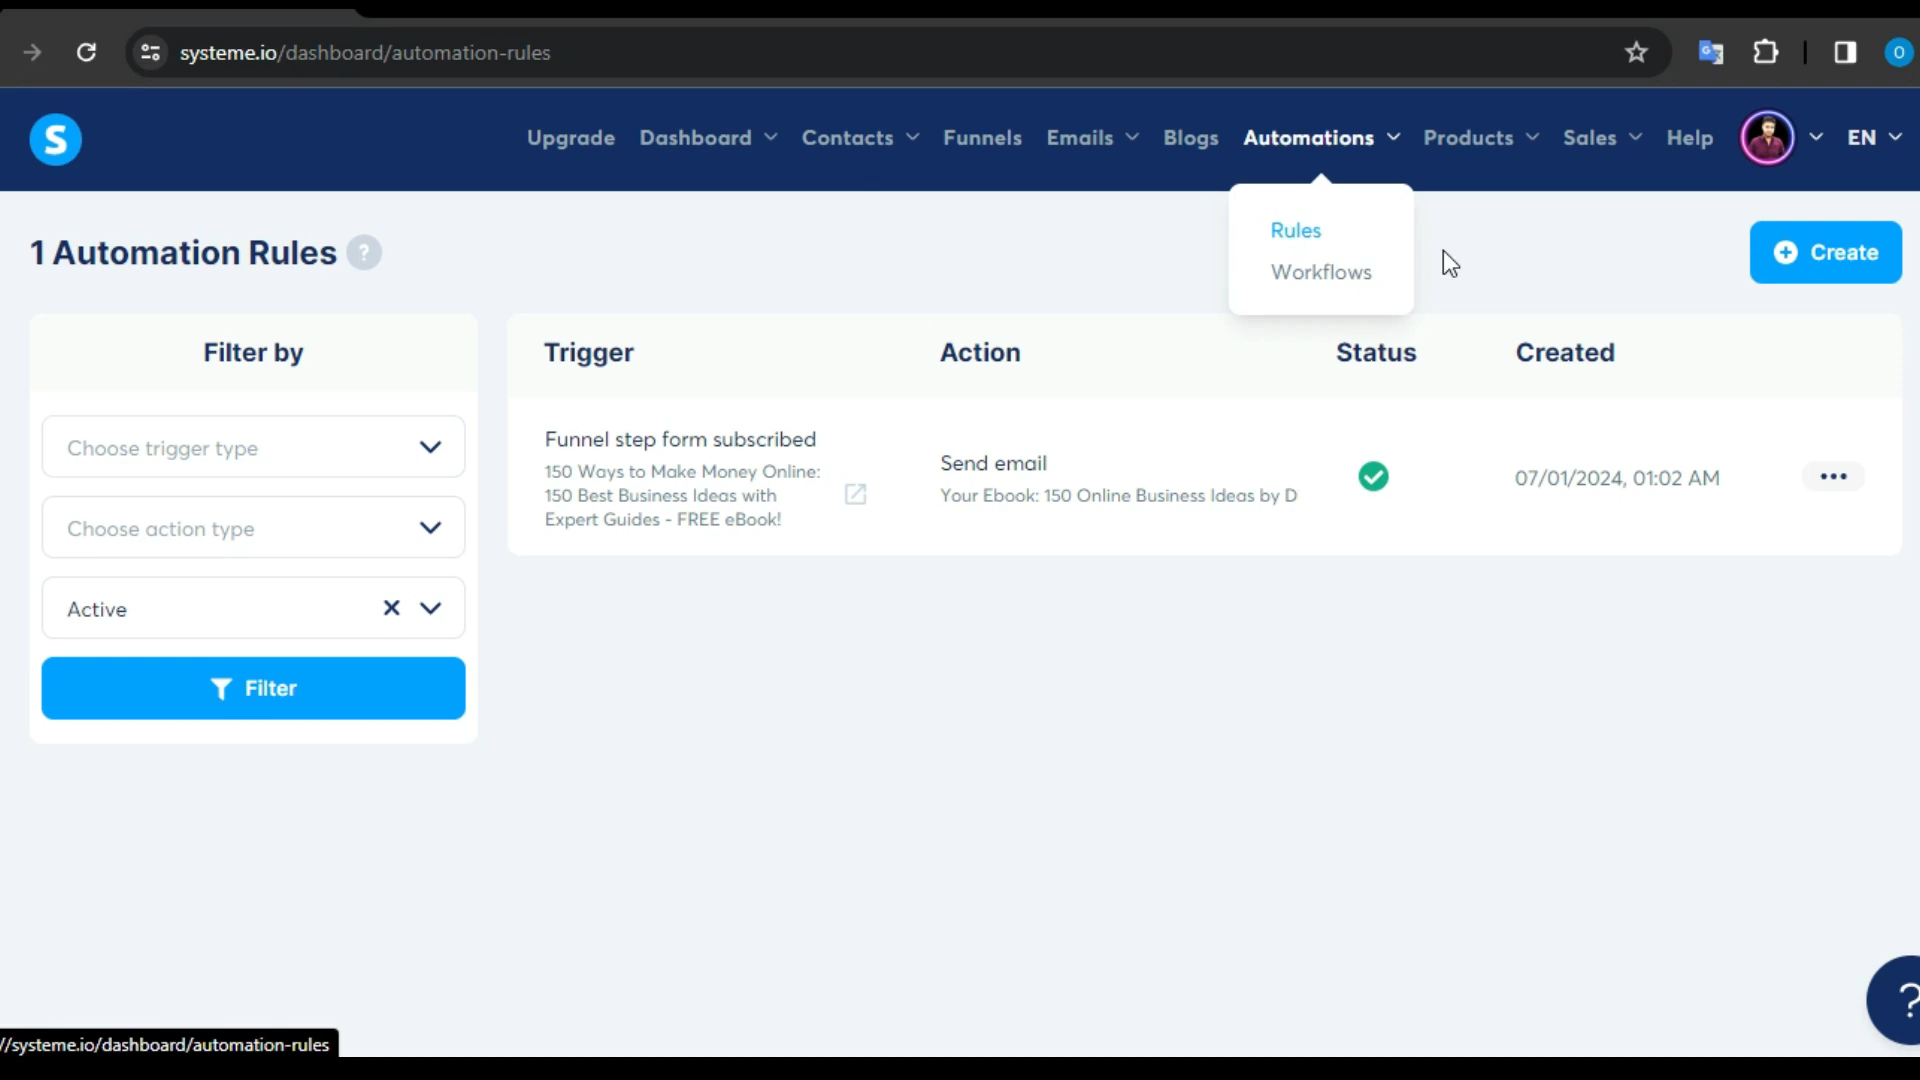 systeme.io/dashboard/automation-rules
O
S
Upgrade Dashboard Contacts Funnels Emails Blogs Automations Products Sales Help EN
Rules
Workflows
1 Automation Rules ?
Create
Filter by
Choose trigger type
Choose action type
Active
Filter
Trigger Action Status Created
Funnel step form subscribed
150 Ways to Make Money Online:
150 Best Business Ideas with
Expert Guides - FREE eBook!
Send email
Your Ebook: 150 Online Business Ideas by D
07/01/2024, 01:02 AM
?
//systeme.io/dashboard/automation-rules